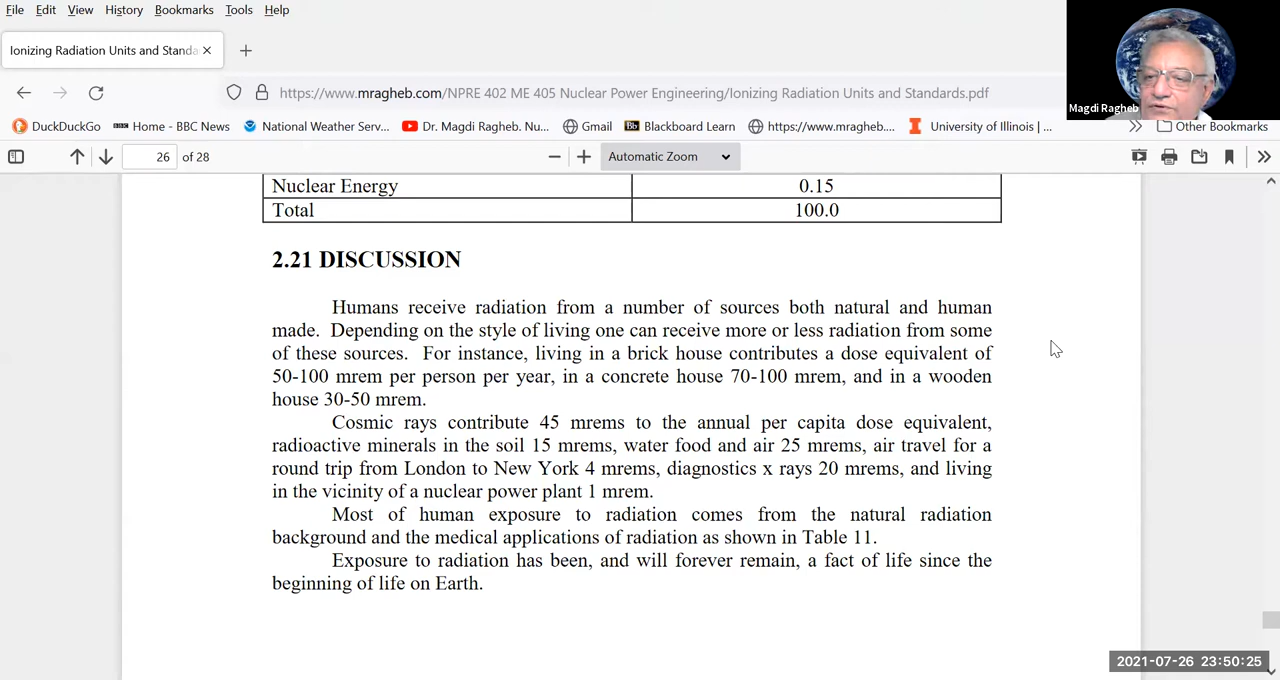 File Edit View History Bookmarks Tools Help
Ionizing Radiation Units and Standa
https://www.mragheb.com/NPRE 402 ME 405 Nuclear Power Engineering/Ionizing Radiation Units and Standards.pdf
Magdi Ragheb
DuckDuckGo BBC Home - BBC News National Weather Serv... Dr. Magdi Ragheb. Nu... Gmail Bb Blackboard Learn https://www.mragheb.... I University of Illinois |... Other Bookmarks
26 of 28 Automatic Zoom
Nuclear Energy 0.15
Total 100.0
2.21 DISCUSSION
Humans receive radiation from a number of sources both natural and human
made. Depending on the style of living one can receive more or less radiation from some
of these sources. For instance, living in a brick house contributes a dose equivalent of
50-100 mrem per person per year, in a concrete house 70-100 mrem, and in a wooden
house 30-50 mrem.
Cosmic rays contribute 45 mrems to the annual per capita dose equivalent,
radioactive minerals in the soil 15 mrems, water food and air 25 mrems, air travel for a
round trip from London to New York 4 mrems, diagnostics x rays 20 mrems, and living
in the vicinity of a nuclear power plant 1 mrem.
Most of human exposure to radiation comes from the natural radiation
background and the medical applications of radiation as shown in Table 11.
Exposure to radiation has been, and will forever remain, a fact of life since the
beginning of life on Earth.
2021-07-26 23:50:25